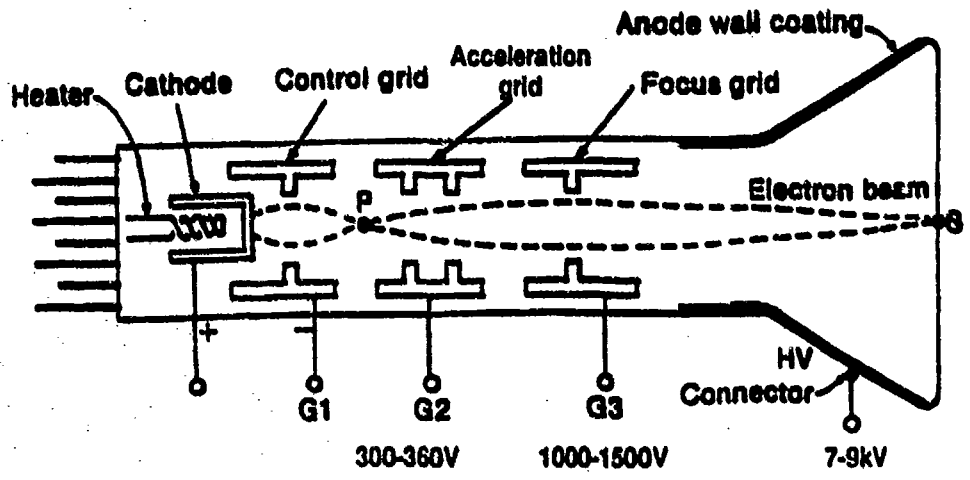 Anode wall coating
Acceleration
grid
Control grid
Focus grid
Cathode
Heater
P
Electron beam
S
+
−
HV
Connector
G1
G2
G3
300-360V
1000-1500V
7-9kV